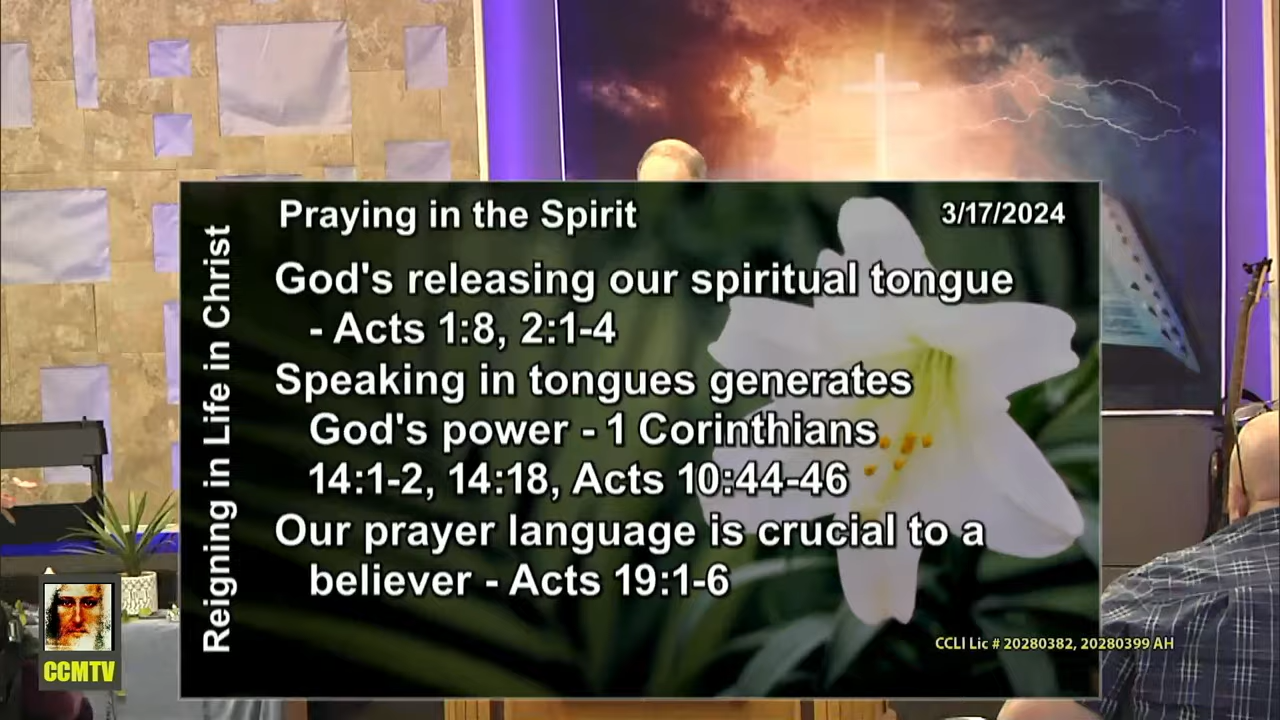 Praying in the Spirit
3/17/2024
Reigning in Life in Christ
God's releasing our spiritual tongue
- Acts 1:8, 2:1-4
Speaking in tongues generates
God's power - 1 Corinthians
14:1-2, 14:18, Acts 10:44-46
Our prayer language is crucial to a
believer - Acts 19:1-6
CCLI Lic # 20280382, 20280399 AH
CCMTV